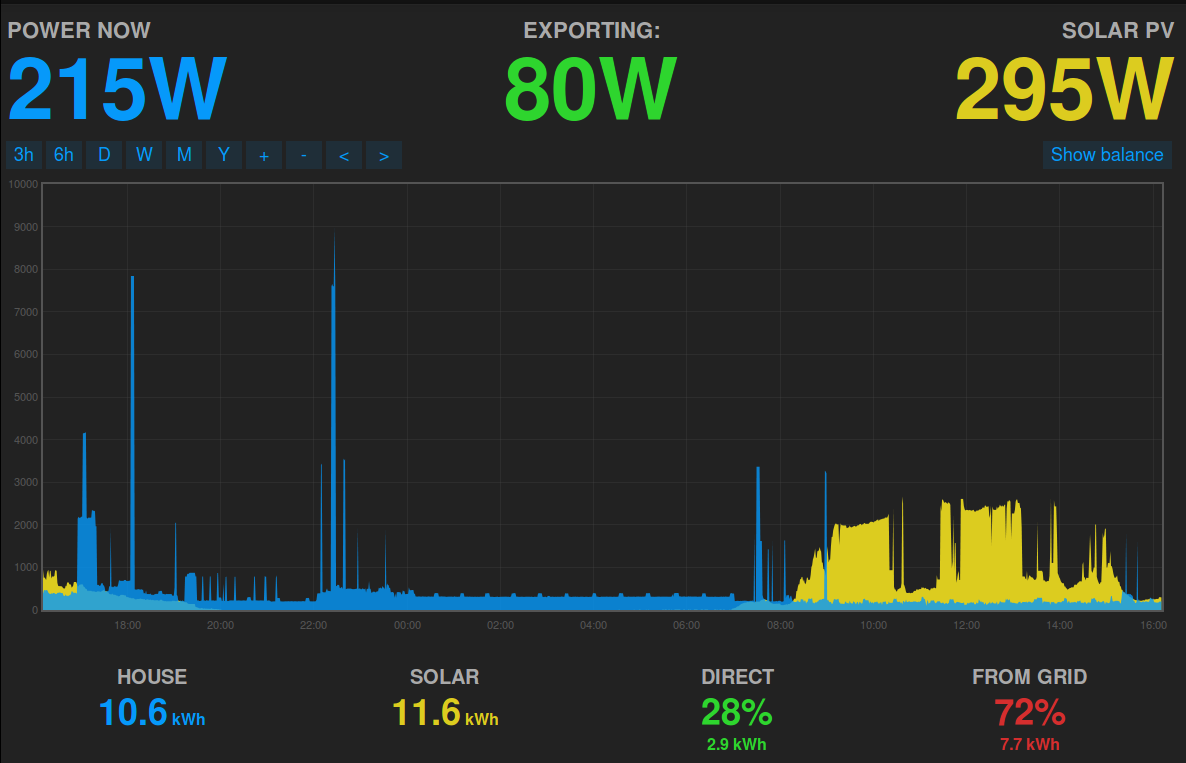 POWER NOW EXPORTING: SOLAR PV
215W 80W 295W
3h 6h D W M Y + - < > Show balance
10000
9000
8000
7000
6000
5000
4000
3000
2000
1000
0
18:00 20:00 22:00 00:00 02:00 04:00 06:00 08:00 10:00 12:00 14:00 16:00
HOUSE SOLAR DIRECT FROM GRID
10.6 kWh 11.6 kWh 28% 72%
2.9 kWh 7.7 kWh